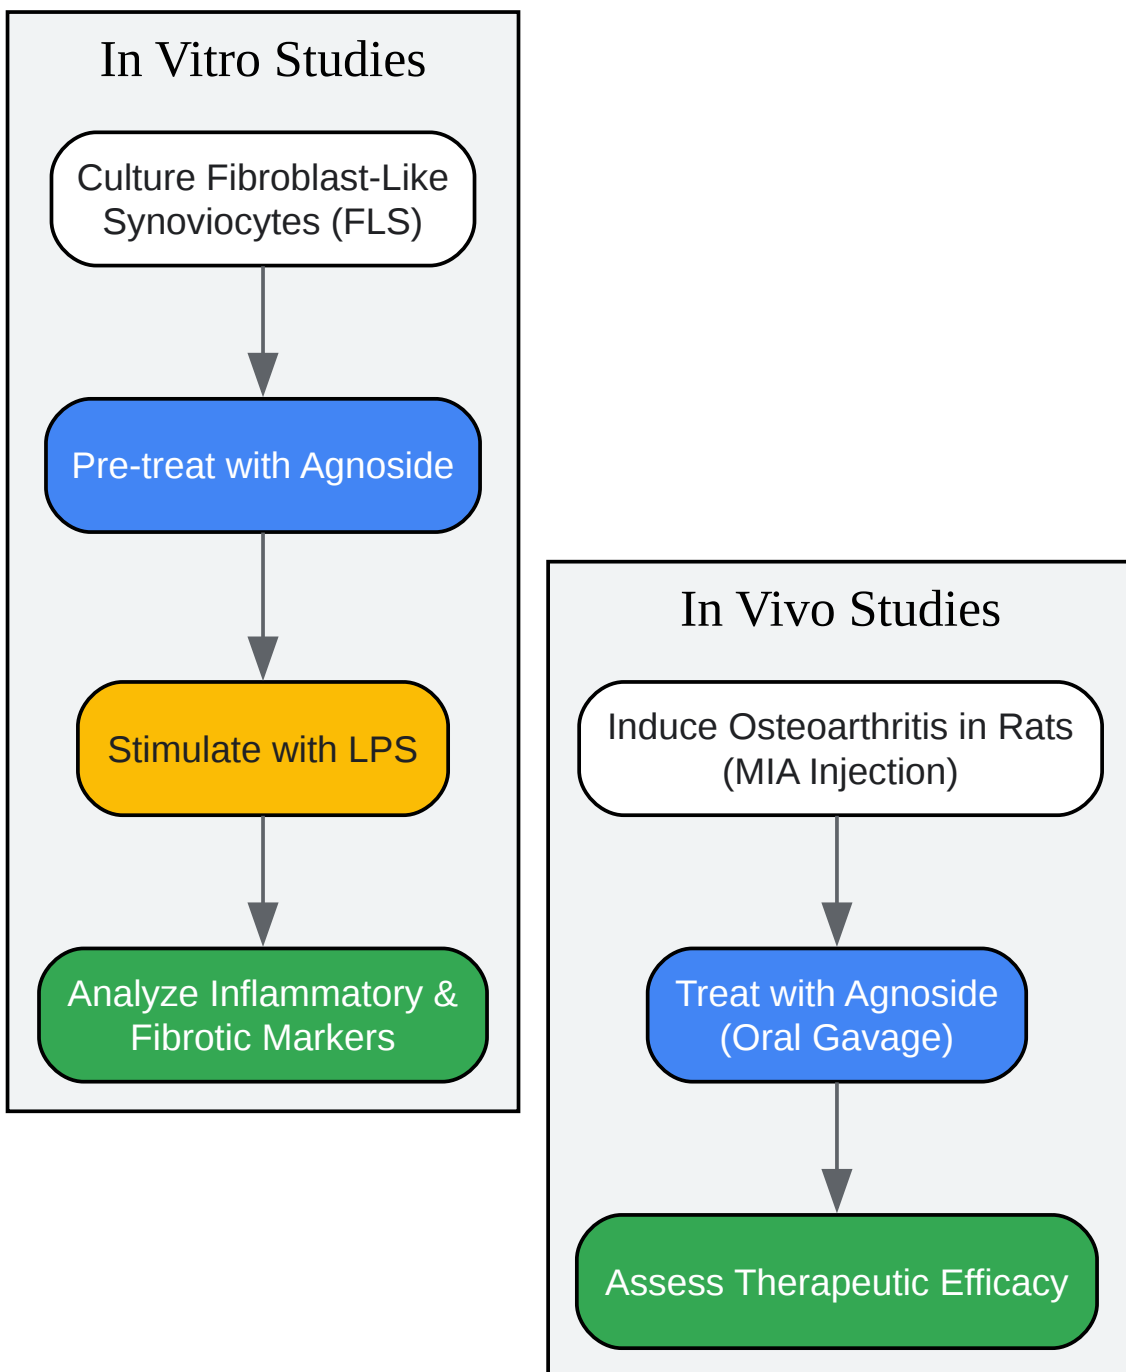 In Vitro Studies
Culture Fibroblast-Like
Synoviocytes (FLS)
Pre-treat with Agnoside
Stimulate with LPS
Analyze Inflammatory &
Fibrotic Markers
In Vivo Studies
Induce Osteoarthritis in Rats
(MIA Injection)
Treat with Agnoside
(Oral Gavage)
Assess Therapeutic Efficacy